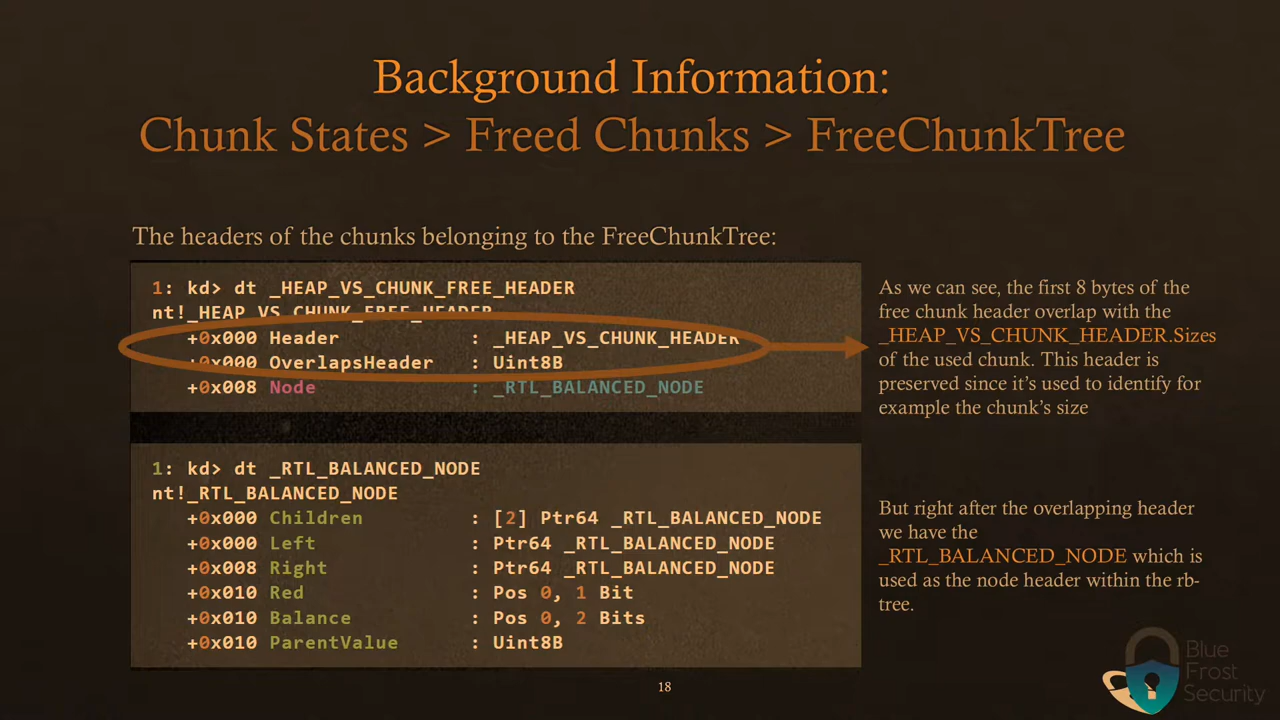 Background Information:
Chunk States > Freed Chunks > FreeChunkTree
The headers of the chunks belonging to the FreeChunkTree:
1: kd> dt _HEAP_VS_CHUNK_FREE_HEADER
nt!_HEAP_VS_CHUNK_FREE_HEADER
+0x000 Header : _HEAP_VS_CHUNK_HEADER
+0x000 OverlapsHeader : Uint8B
+0x008 Node : _RTL_BALANCED_NODE
As we can see, the first 8 bytes of the
free chunk header overlap with the
_HEAP_VS_CHUNK_HEADER.Sizes
of the used chunk. This header is
preserved since it's used to identify for
example the chunk's size
1: kd> dt _RTL_BALANCED_NODE
nt!_RTL_BALANCED_NODE
+0x000 Children : [2] Ptr64 _RTL_BALANCED_NODE
+0x000 Left : Ptr64 _RTL_BALANCED_NODE
+0x008 Right : Ptr64 _RTL_BALANCED_NODE
+0x010 Red : Pos 0, 1 Bit
+0x010 Balance : Pos 0, 2 Bits
+0x010 ParentValue : Uint8B
But right after the overlapping header
we have the
_RTL_BALANCED_NODE which is
used as the node header within the rb-
tree.
18
Blue
Frost
Security